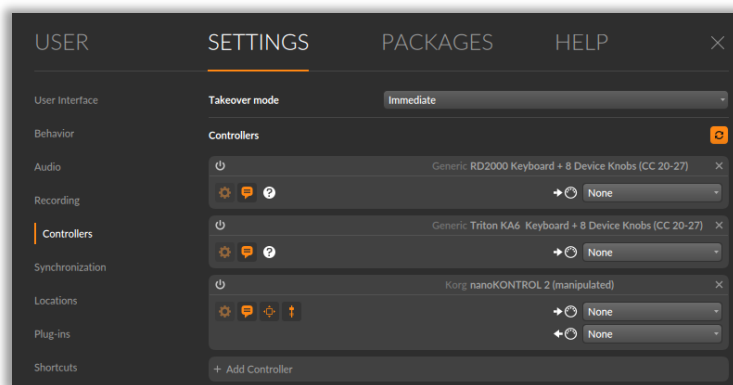 USER SETTINGS PACKAGES HELP
User Interface
Takeover mode Immediate
Behavior
Controllers
Audio
Generic RD2000 Keyboard + 8 Device Knobs (CC 20-27)
None
Recording
Controllers
Generic Triton KA6 Keyboard + 8 Device Knobs (CC 20-27)
None
Synchronization
Korg nanoKONTROL 2 (manipulated)
Locations
None
Plug-ins
None
Shortcuts
+ Add Controller